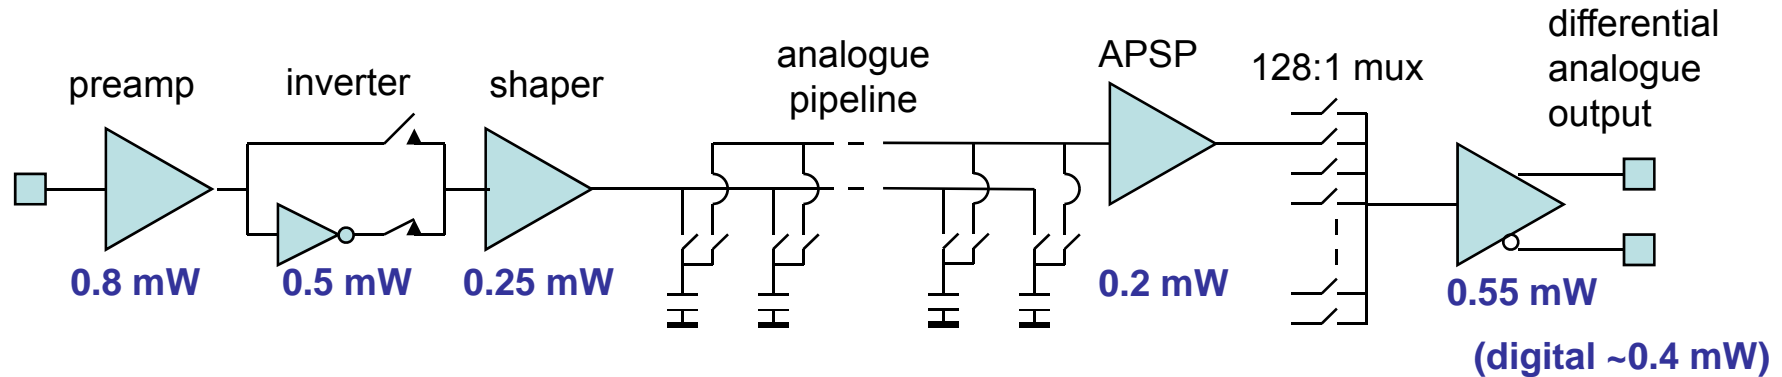 preamp
inverter
shaper
analogue
pipeline
APSP
128:1 mux
differential
analogue
output
0.8 mW
0.5 mW
0.25 mW
0.2 mW
0.55 mW
(digital ~0.4 mW)